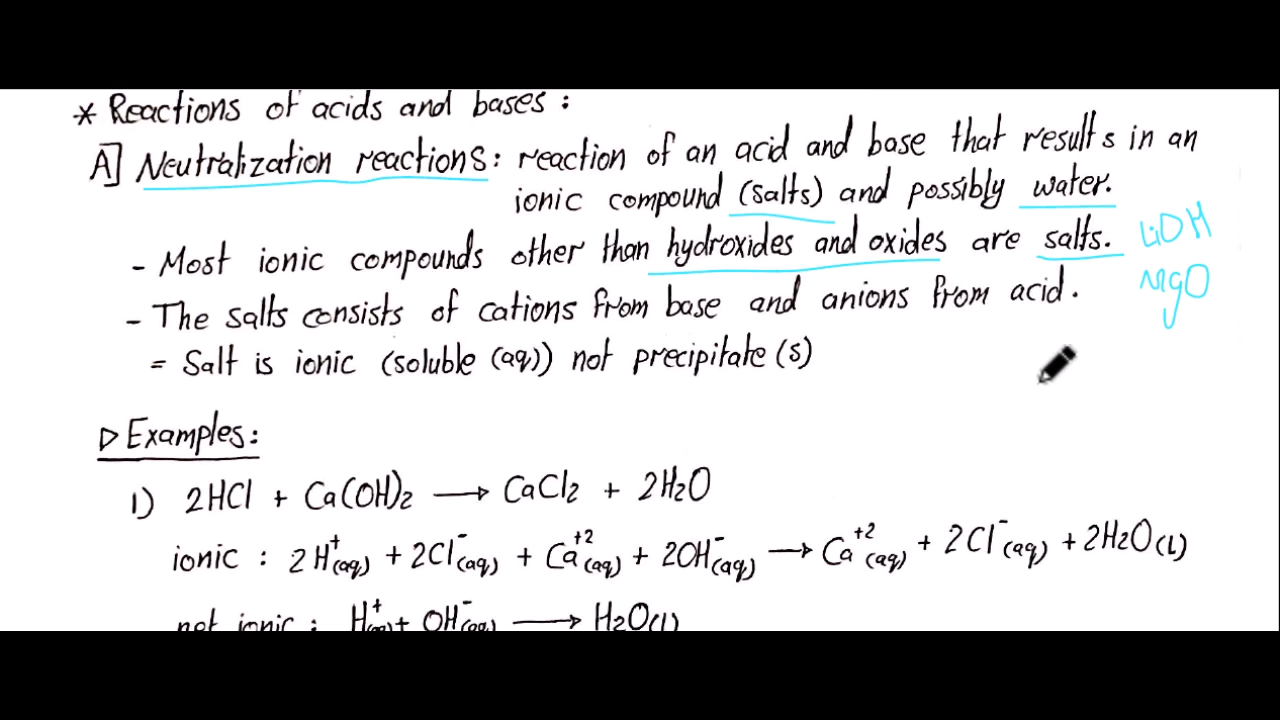 * Reactions of acids and bases :
A] Neutralization reactions: reaction of an acid and base that results in an
ionic compound (salts) and possibly water.
- Most ionic compounds other than hydroxides and oxides are salts. LiOH
- The salts consists of cations from base and anions from acid. MgO
= Salt is ionic (soluble (aq)) not precipitate (s)
▷ Examples:
1) 2HCl + Ca(OH)₂ → CaCl₂ + 2H₂O
ionic : 2H⁺(aq) + 2Cl⁻(aq) + Ca⁺²(aq) + 2OH⁻(aq) → Ca⁺²(aq) + 2Cl⁻(aq) + 2H₂O(l)
not ionic : H⁺(aq) + OH⁻(aq) → H₂O(l)